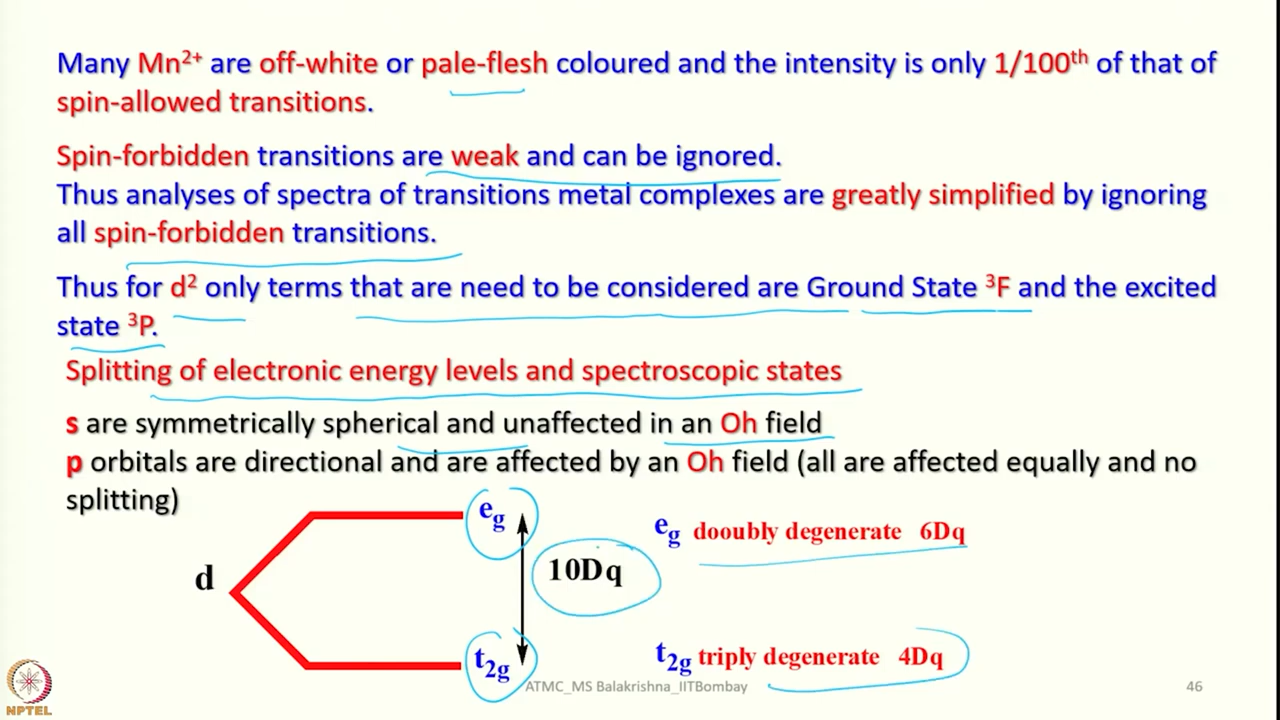 Many Mn²⁺ are off-white or pale-flesh coloured and the intensity is only 1/100ᵗʰ of that of
spin-allowed transitions.
Spin-forbidden transitions are weak and can be ignored.
Thus analyses of spectra of transitions metal complexes are greatly simplified by ignoring
all spin-forbidden transitions.
Thus for d² only terms that are need to be considered are Ground State ³F and the excited
state ³P.
Splitting of electronic energy levels and spectroscopic states
s are symmetrically spherical and unaffected in an Oh field
p orbitals are directional and are affected by an Oh field (all are affected equally and no
splitting)
e_g
e_g dooubly degenerate 6Dq
d
10Dq
t_2g
t_2g triply degenerate 4Dq
NPTEL
ATMC_MS Balakrishna_IITBombay
46